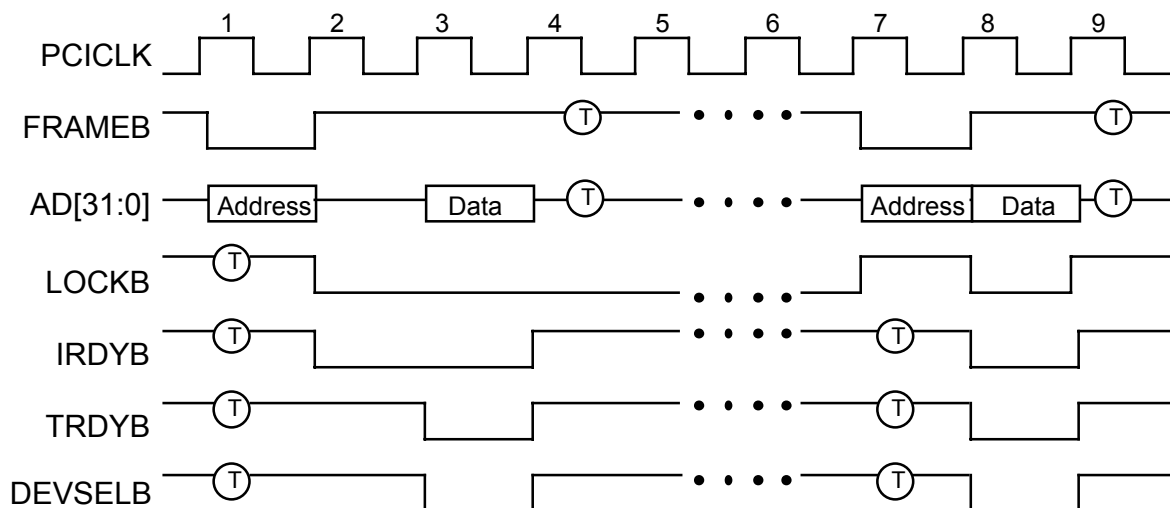 1 2 3 4 5 6 7 8 9
PCICLK
FRAMEB T T
AD[31:0] Address Data T Address Data T
LOCKB T
IRDYB T T
TRDYB T T
DEVSELB T T